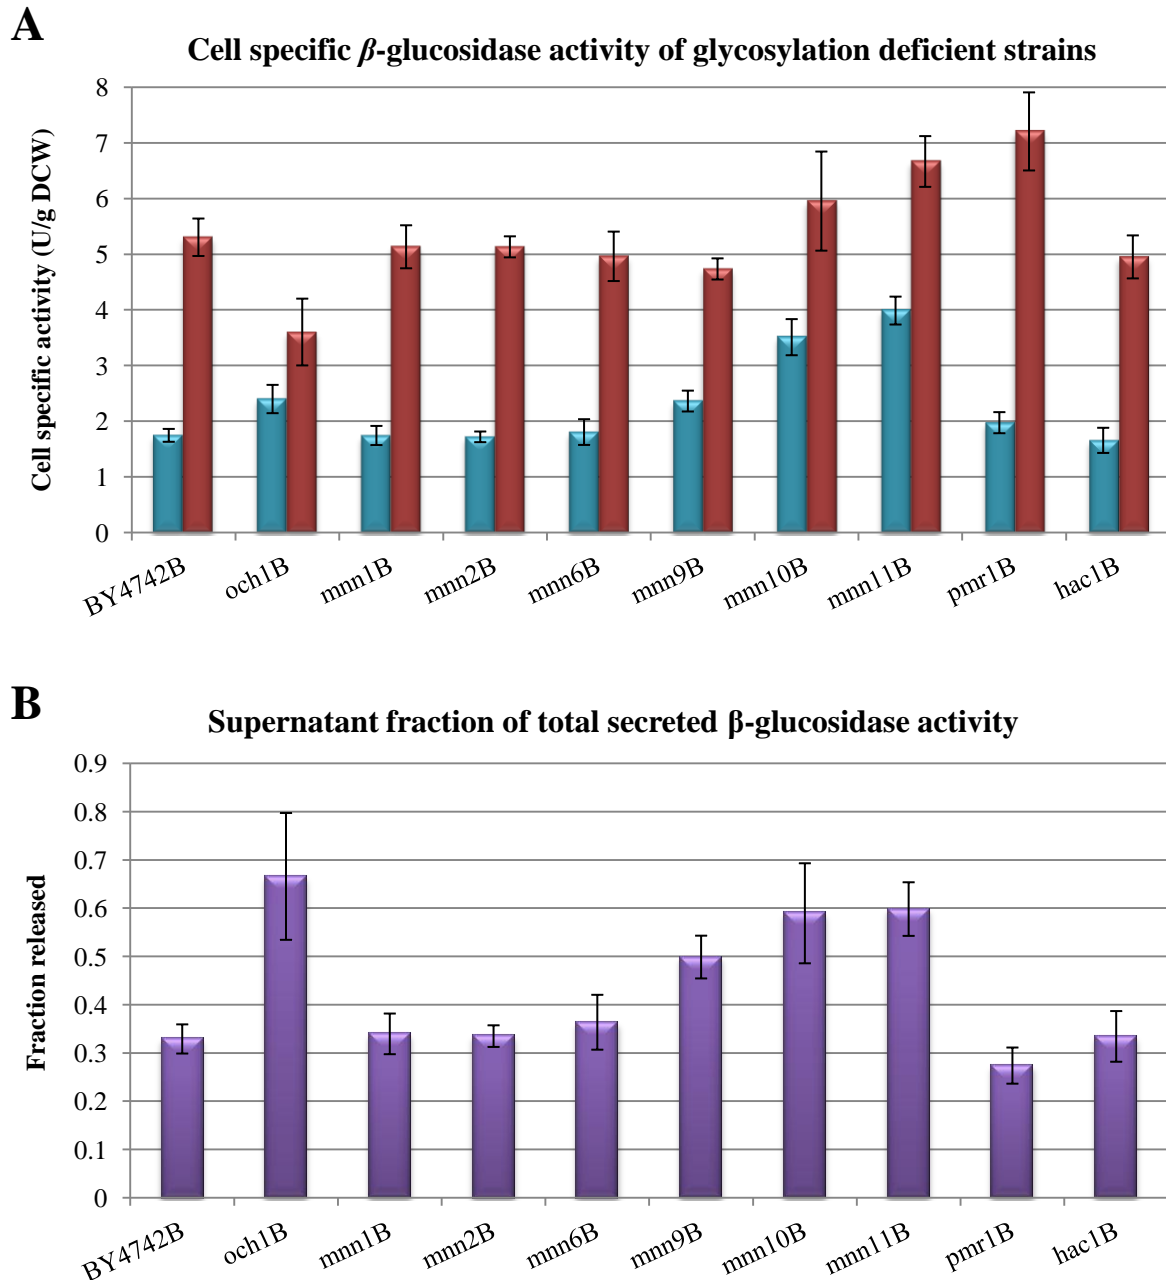 A
Cell specific β-glucosidase activity of glycosylation deficient strains
Cell specific activity (U/g DCW)
8
7
6
5
4
3
2
1
0
BY4742B
och1B
mnn1B
mnn2B
mnn6B
mnn9B
mnn10B
mnn11B
pmr1B
hac1B
B
Supernatant fraction of total secreted β-glucosidase activity
Fraction released
0.9
0.8
0.7
0.6
0.5
0.4
0.3
0.2
0.1
0
BY4742B
och1B
mnn1B
mnn2B
mnn6B
mnn9B
mnn10B
mnn11B
pmr1B
hac1B